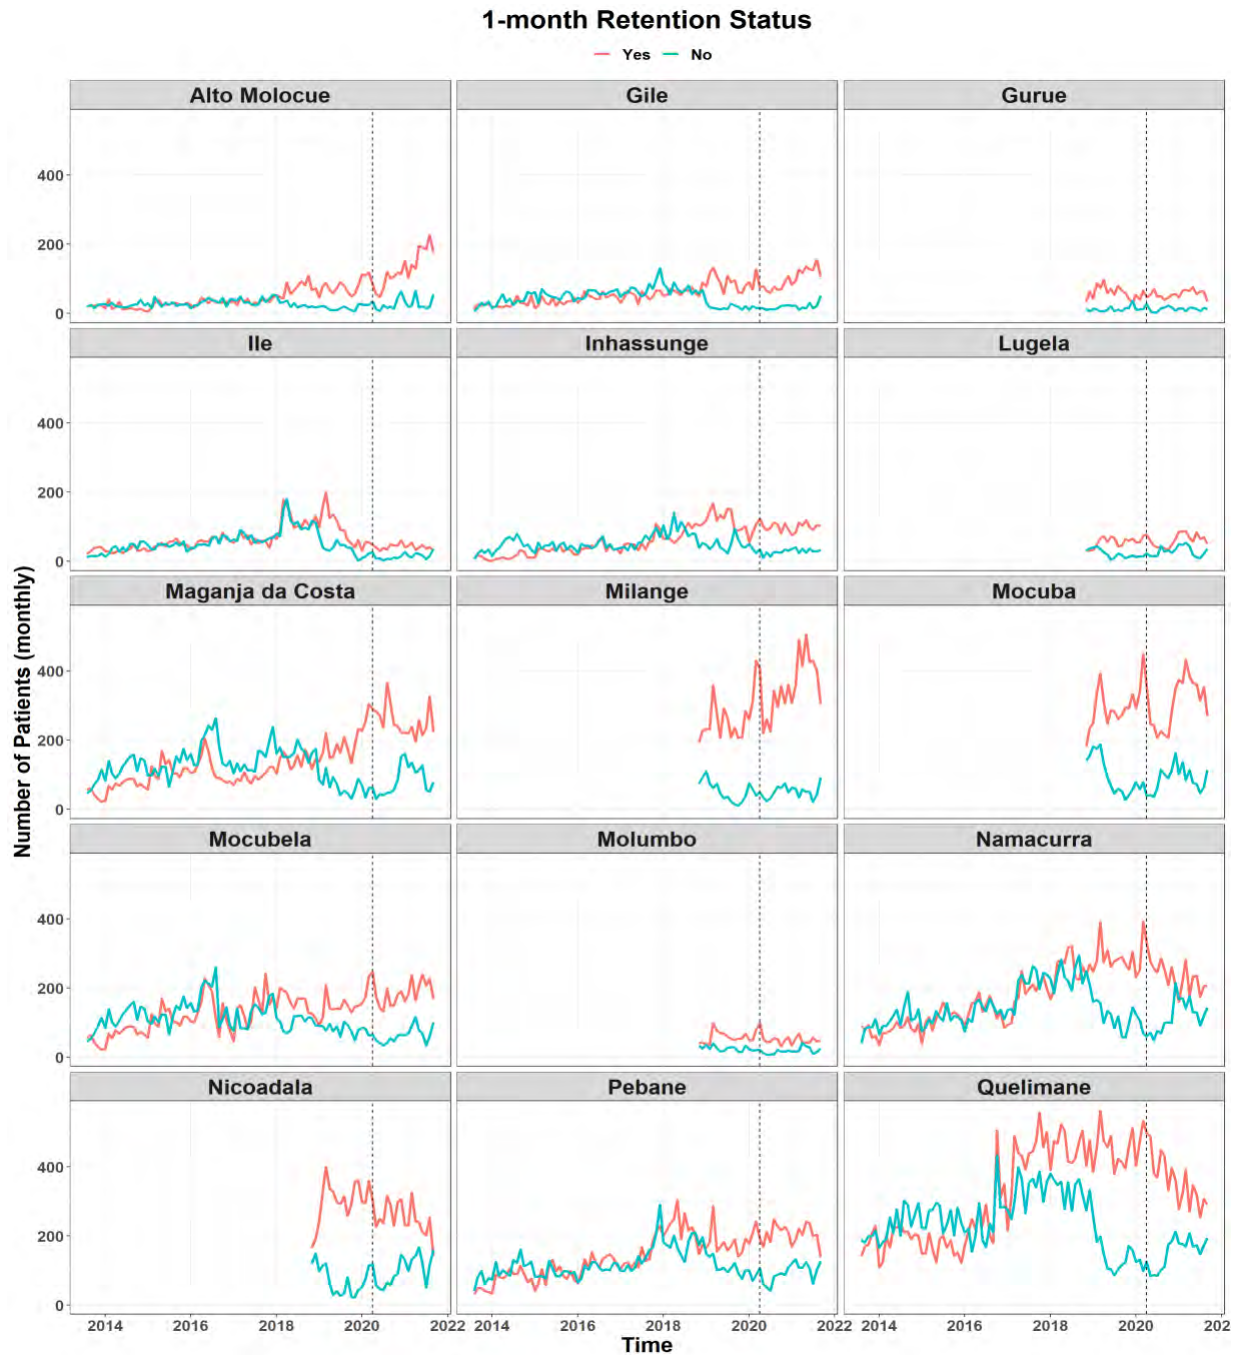 1-month Retention Status
Yes No
Alto Molocue Gile Gurue
400
200
0
Ile Inhassunge Lugela
400
200
0
Maganja da Costa Milange Mocuba
400
200
0
Number of Patients (monthly)
Mocubela Molumbo Namacurra
400
200
0
Nicoadala Pebane Quelimane
400
200
0
2014 2016 2018 2020 2022 2014 2016 2018 2020 2022 2014 2016 2018 2020 202
Time